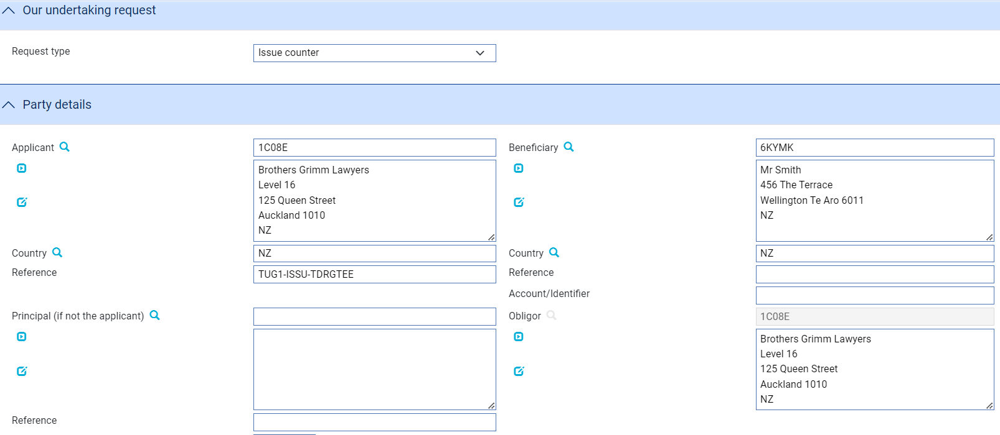 Our undertaking request
Request type
Issue counter
Party details
Applicant
1C08E
Brothers Grimm Lawyers
Level 16
125 Queen Street
Auckland 1010
NZ
Beneficiary
6KYMK
Mr Smith
456 The Terrace
Wellington Te Aro 6011
NZ
Country
NZ
Country
NZ
Reference
TUG1-ISSU-TDRGTEE
Reference
Account/Identifier
Principal (if not the applicant)
Obligor
1C08E
Brothers Grimm Lawyers
Level 16
125 Queen Street
Auckland 1010
NZ
Reference